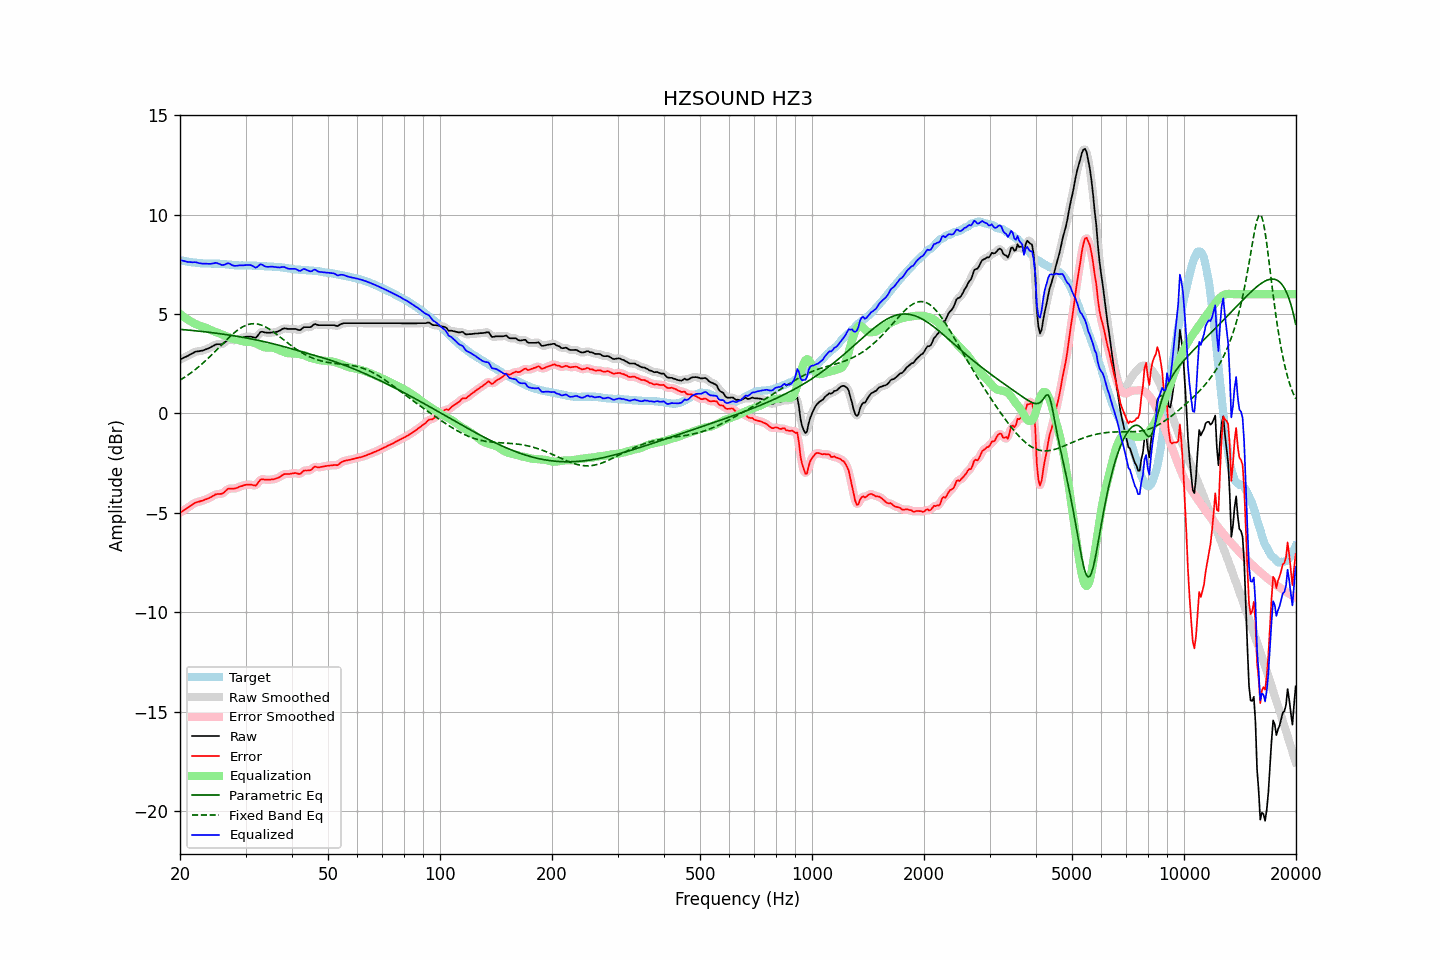 HZSOUND HZ3
Amplitude (dBr)
15
10
5
0
−5
−10
−15
−20
Target
Raw Smoothed
Error Smoothed
Raw
Error
Equalization
Parametric Eq
Fixed Band Eq
Equalized
20 50 100 200 500 1000 2000 5000 10000 20000
Frequency (Hz)